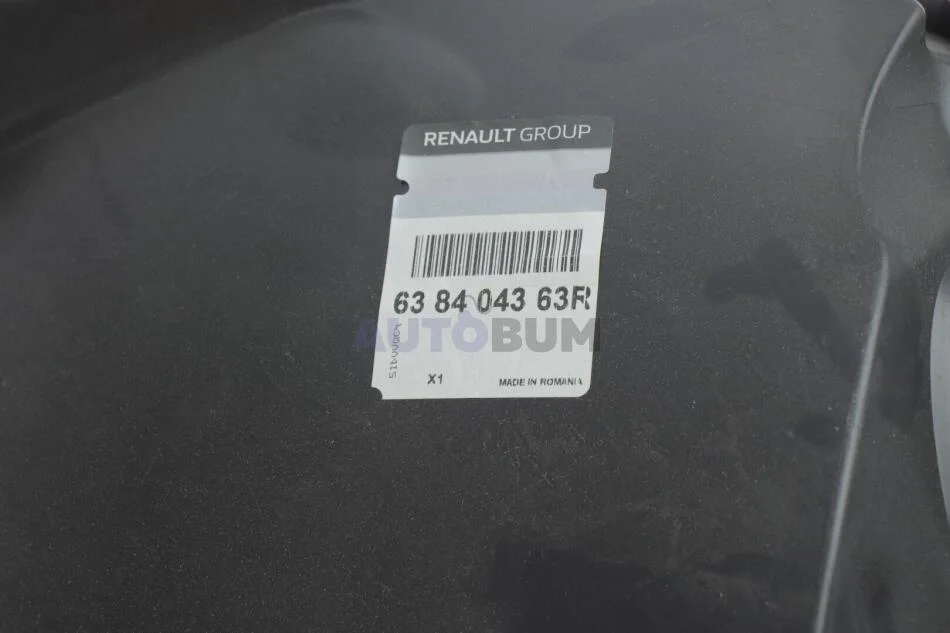 RENAULT GROUP
63 84 043 63R
AUTOBUM
X1
MADE IN ROMANIA